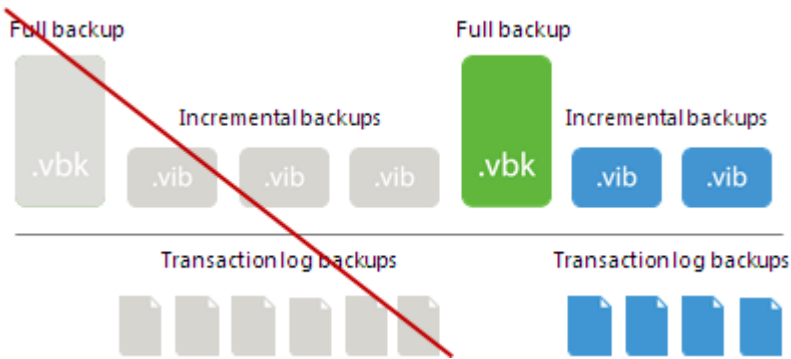 Full backup
Full backup
Incremental backups
Incremental backups
.vbk
.vib
.vib
.vib
.vbk
.vib
.vib
Transaction log backups
Transaction log backups